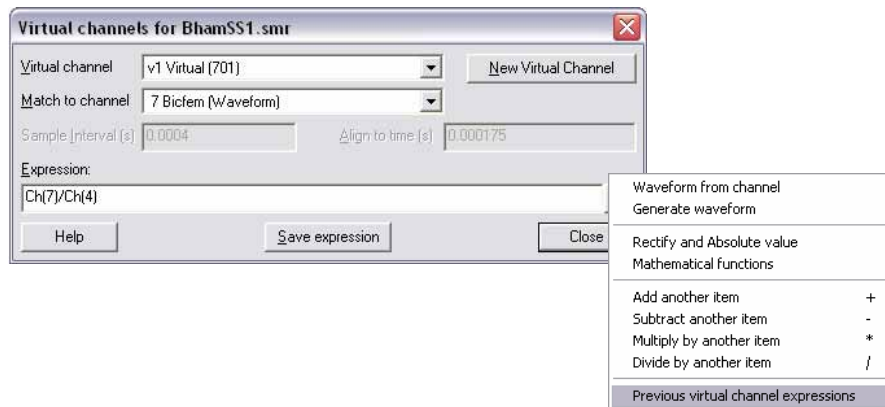 Virtual channels for BhamSS1.smr
Virtual channel v1 Virtual (701) New Virtual Channel
Match to channel 7 Bicfem (Waveform)
Sample Interval (s) 0.0004 Align to time (s) 0.000175
Expression:
Ch(7)/Ch(4)
Help Save expression Close
Waveform from channel
Generate waveform
Rectify and Absolute value
Mathematical functions
Add another item +
Subtract another item -
Multiply by another item *
Divide by another item /
Previous virtual channel expressions